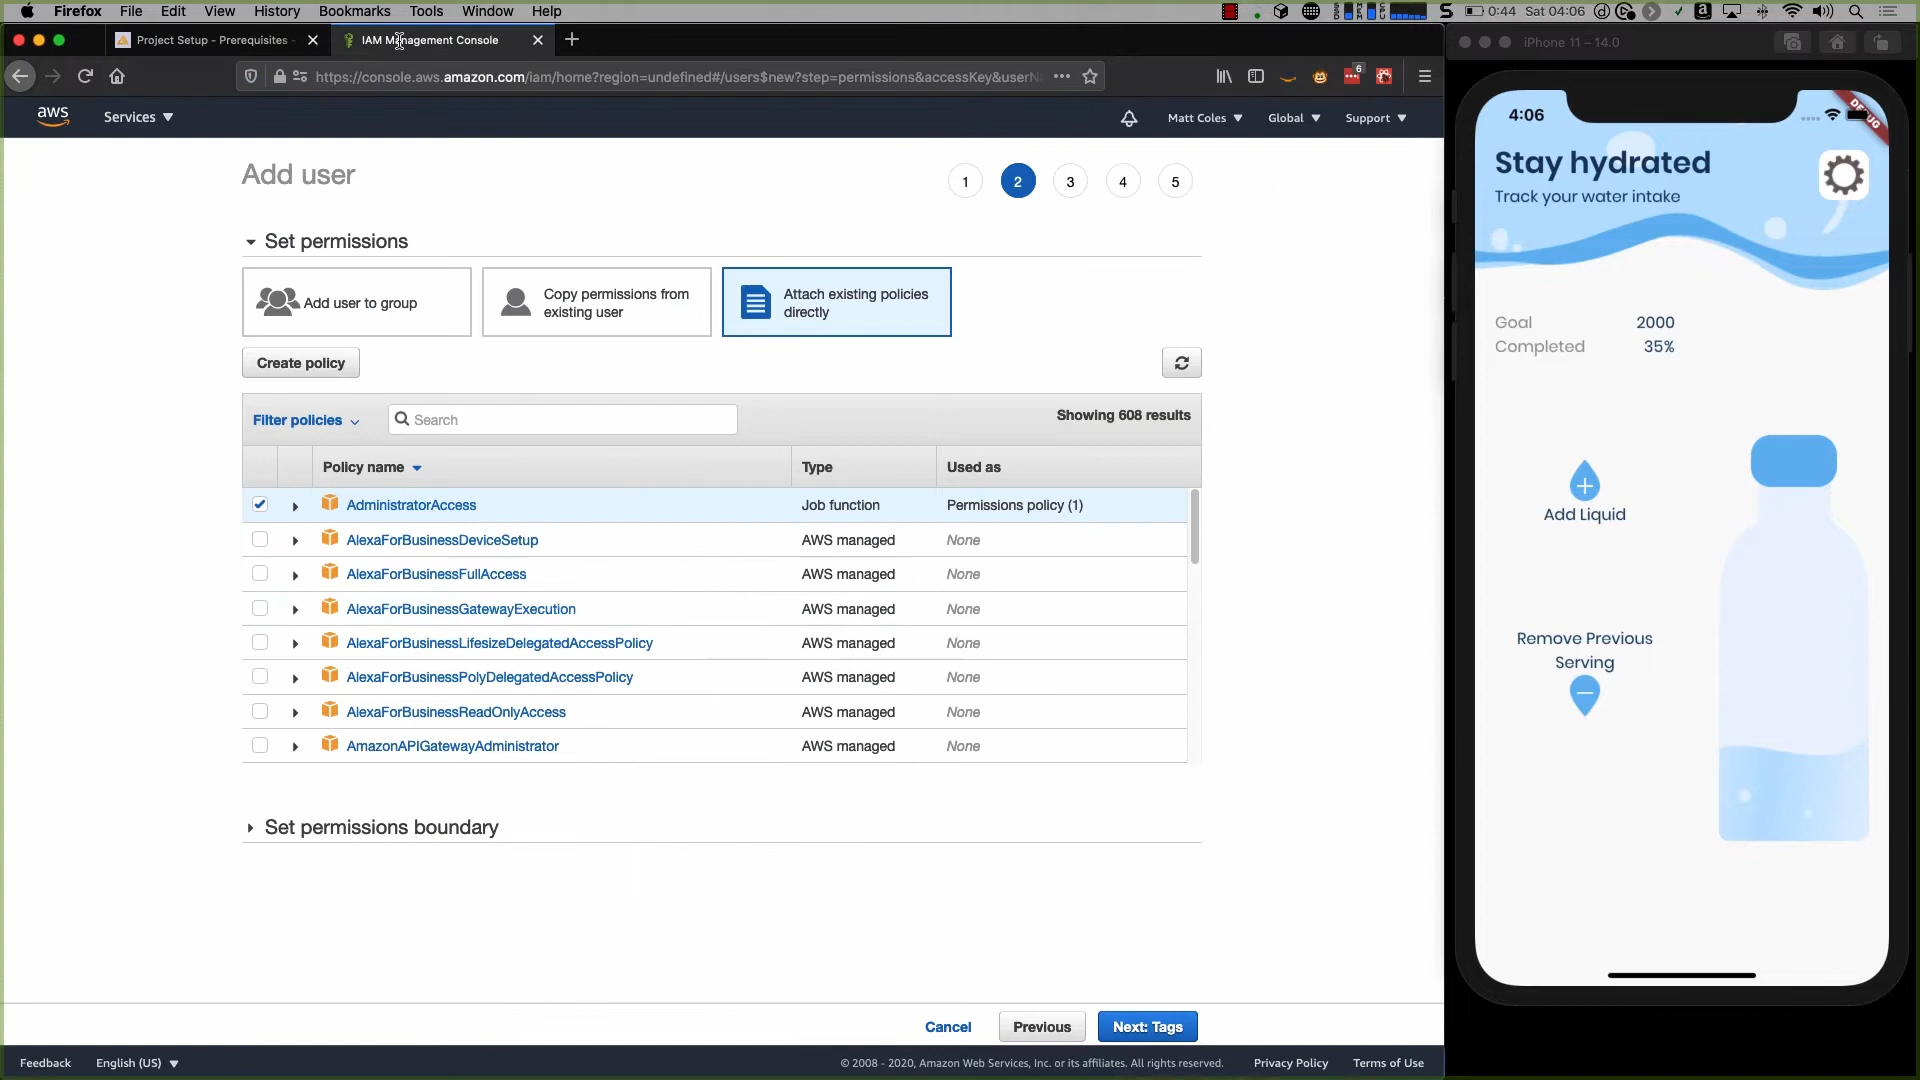 Firefox File Edit View History Bookmarks Tools Window Help
0:44 Sat 04:06
Project Setup - Prerequisites -
IAM Management Console
iPhone 11 – 14.0
https://console.aws.amazon.com/iam/home?region=undefined#/users$new?step=permissions&accessKey&userN
6
aws Services
Matt Coles Global Support
Add user
1 2 3 4 5
Set permissions
Add user to group
Copy permissions from
existing user
Attach existing policies
directly
Create policy
Filter policies
Search
Showing 608 results
Policy name Type Used as
AdministratorAccess Job function Permissions policy (1)
AlexaForBusinessDeviceSetup AWS managed None
AlexaForBusinessFullAccess AWS managed None
AlexaForBusinessGatewayExecution AWS managed None
AlexaForBusinessLifesizeDelegatedAccessPolicy AWS managed None
AlexaForBusinessPolyDelegatedAccessPolicy AWS managed None
AlexaForBusinessReadOnlyAccess AWS managed None
AmazonAPIGatewayAdministrator AWS managed None
Set permissions boundary
Cancel Previous Next: Tags
Feedback English (US)
© 2008 - 2020, Amazon Web Services, Inc. or its affiliates. All rights reserved. Privacy Policy Terms of Use
4:06
DEBUG
Stay hydrated
Track your water intake
Goal 2000
Completed 35%
Add Liquid
Remove Previous
Serving